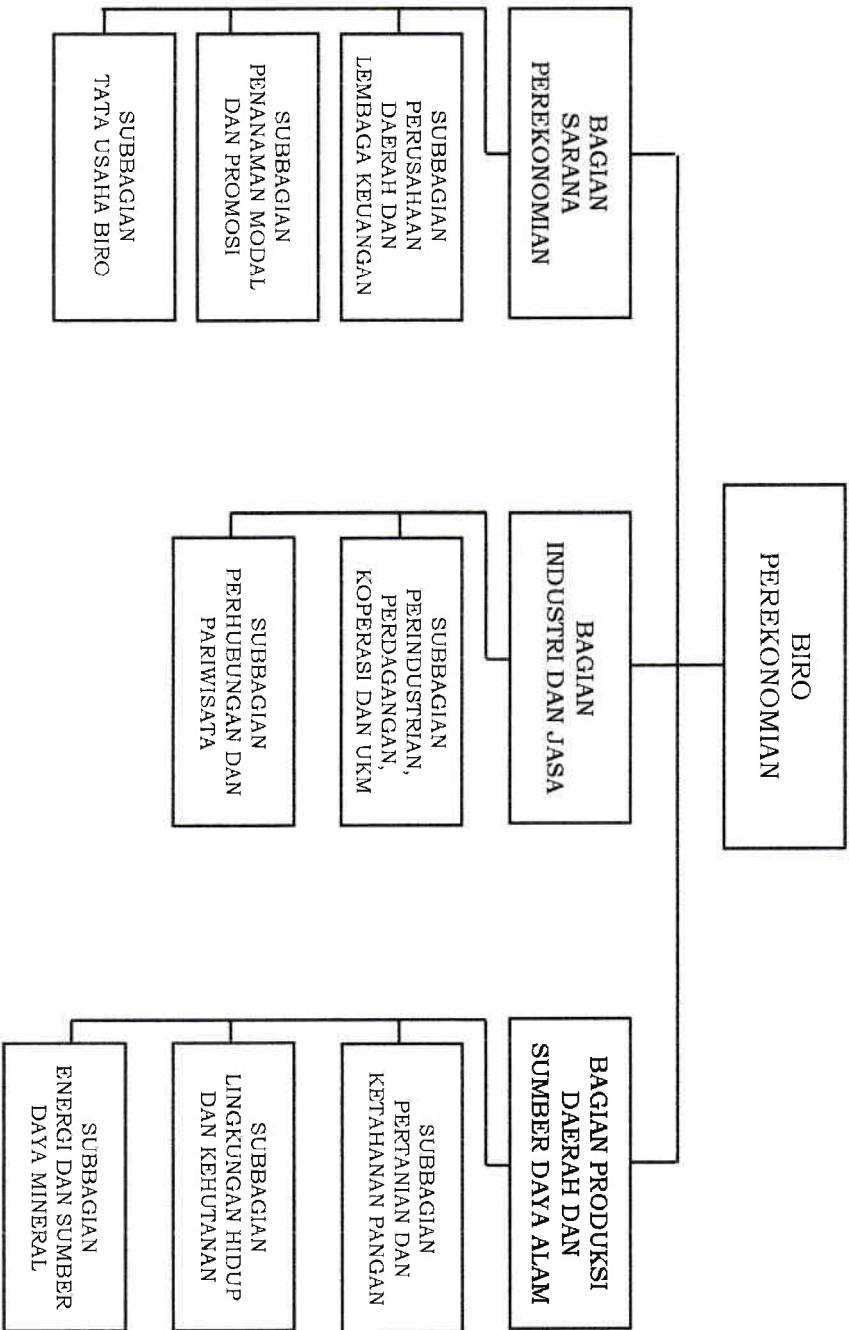 BIRO
PEREKONOMIAN
BAGIAN
SARANA
PEREKONOMIAN
SUBBAGIAN
PERUSAHAAN
DAERAH DAN
LEMBAGA KEUANGAN
SUBBAGIAN
PENANAMAN MODAL
DAN PROMOSI
SUBBAGIAN
TATA USAHA BIRO
BAGIAN
INDUSTRI DAN JASA
SUBBAGIAN
PERINDUSTRIAN,
PERDAGANGAN,
KOPERASI DAN UKM
SUBBAGIAN
PERHUBUNGAN DAN
PARIWISATA
BAGIAN PRODUKSI
DAERAH DAN
SUMBER DAYA ALAM
SUBBAGIAN
PERTANIAN DAN
KETAHANAN PANGAN
SUBBAGIAN
LINGKUNGAN HIDUP
DAN KEHUTANAN
SUBBAGIAN
ENERGI DAN SUMBER
DAYA MINERAL